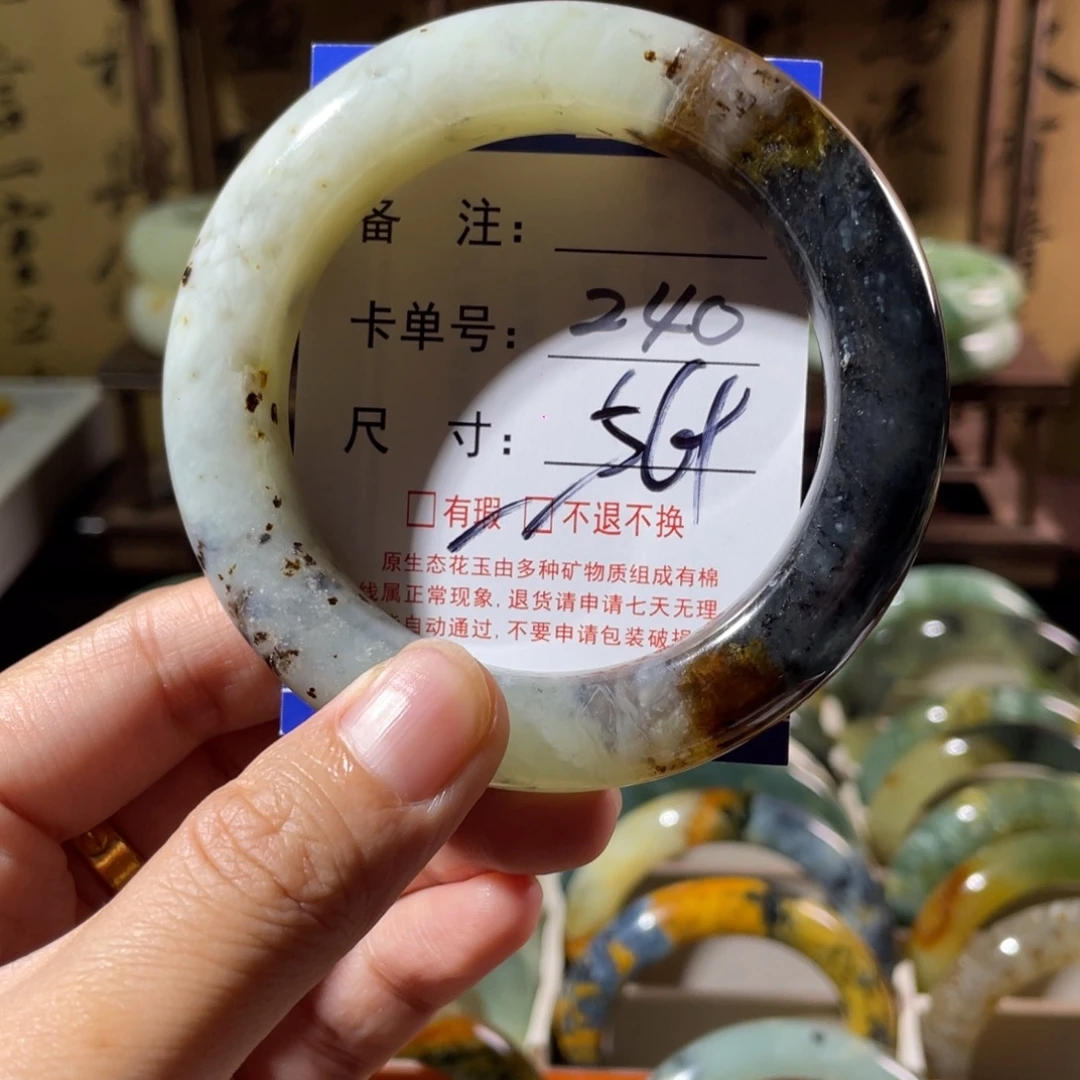 备 注：
卡单号： 240
尺 寸： 56
□有瑕 □不退不换
原生态花玉由多种矿物质组成有棉
线属正常现象，退货请申请七天无理
自动通过，不要申请包装破损